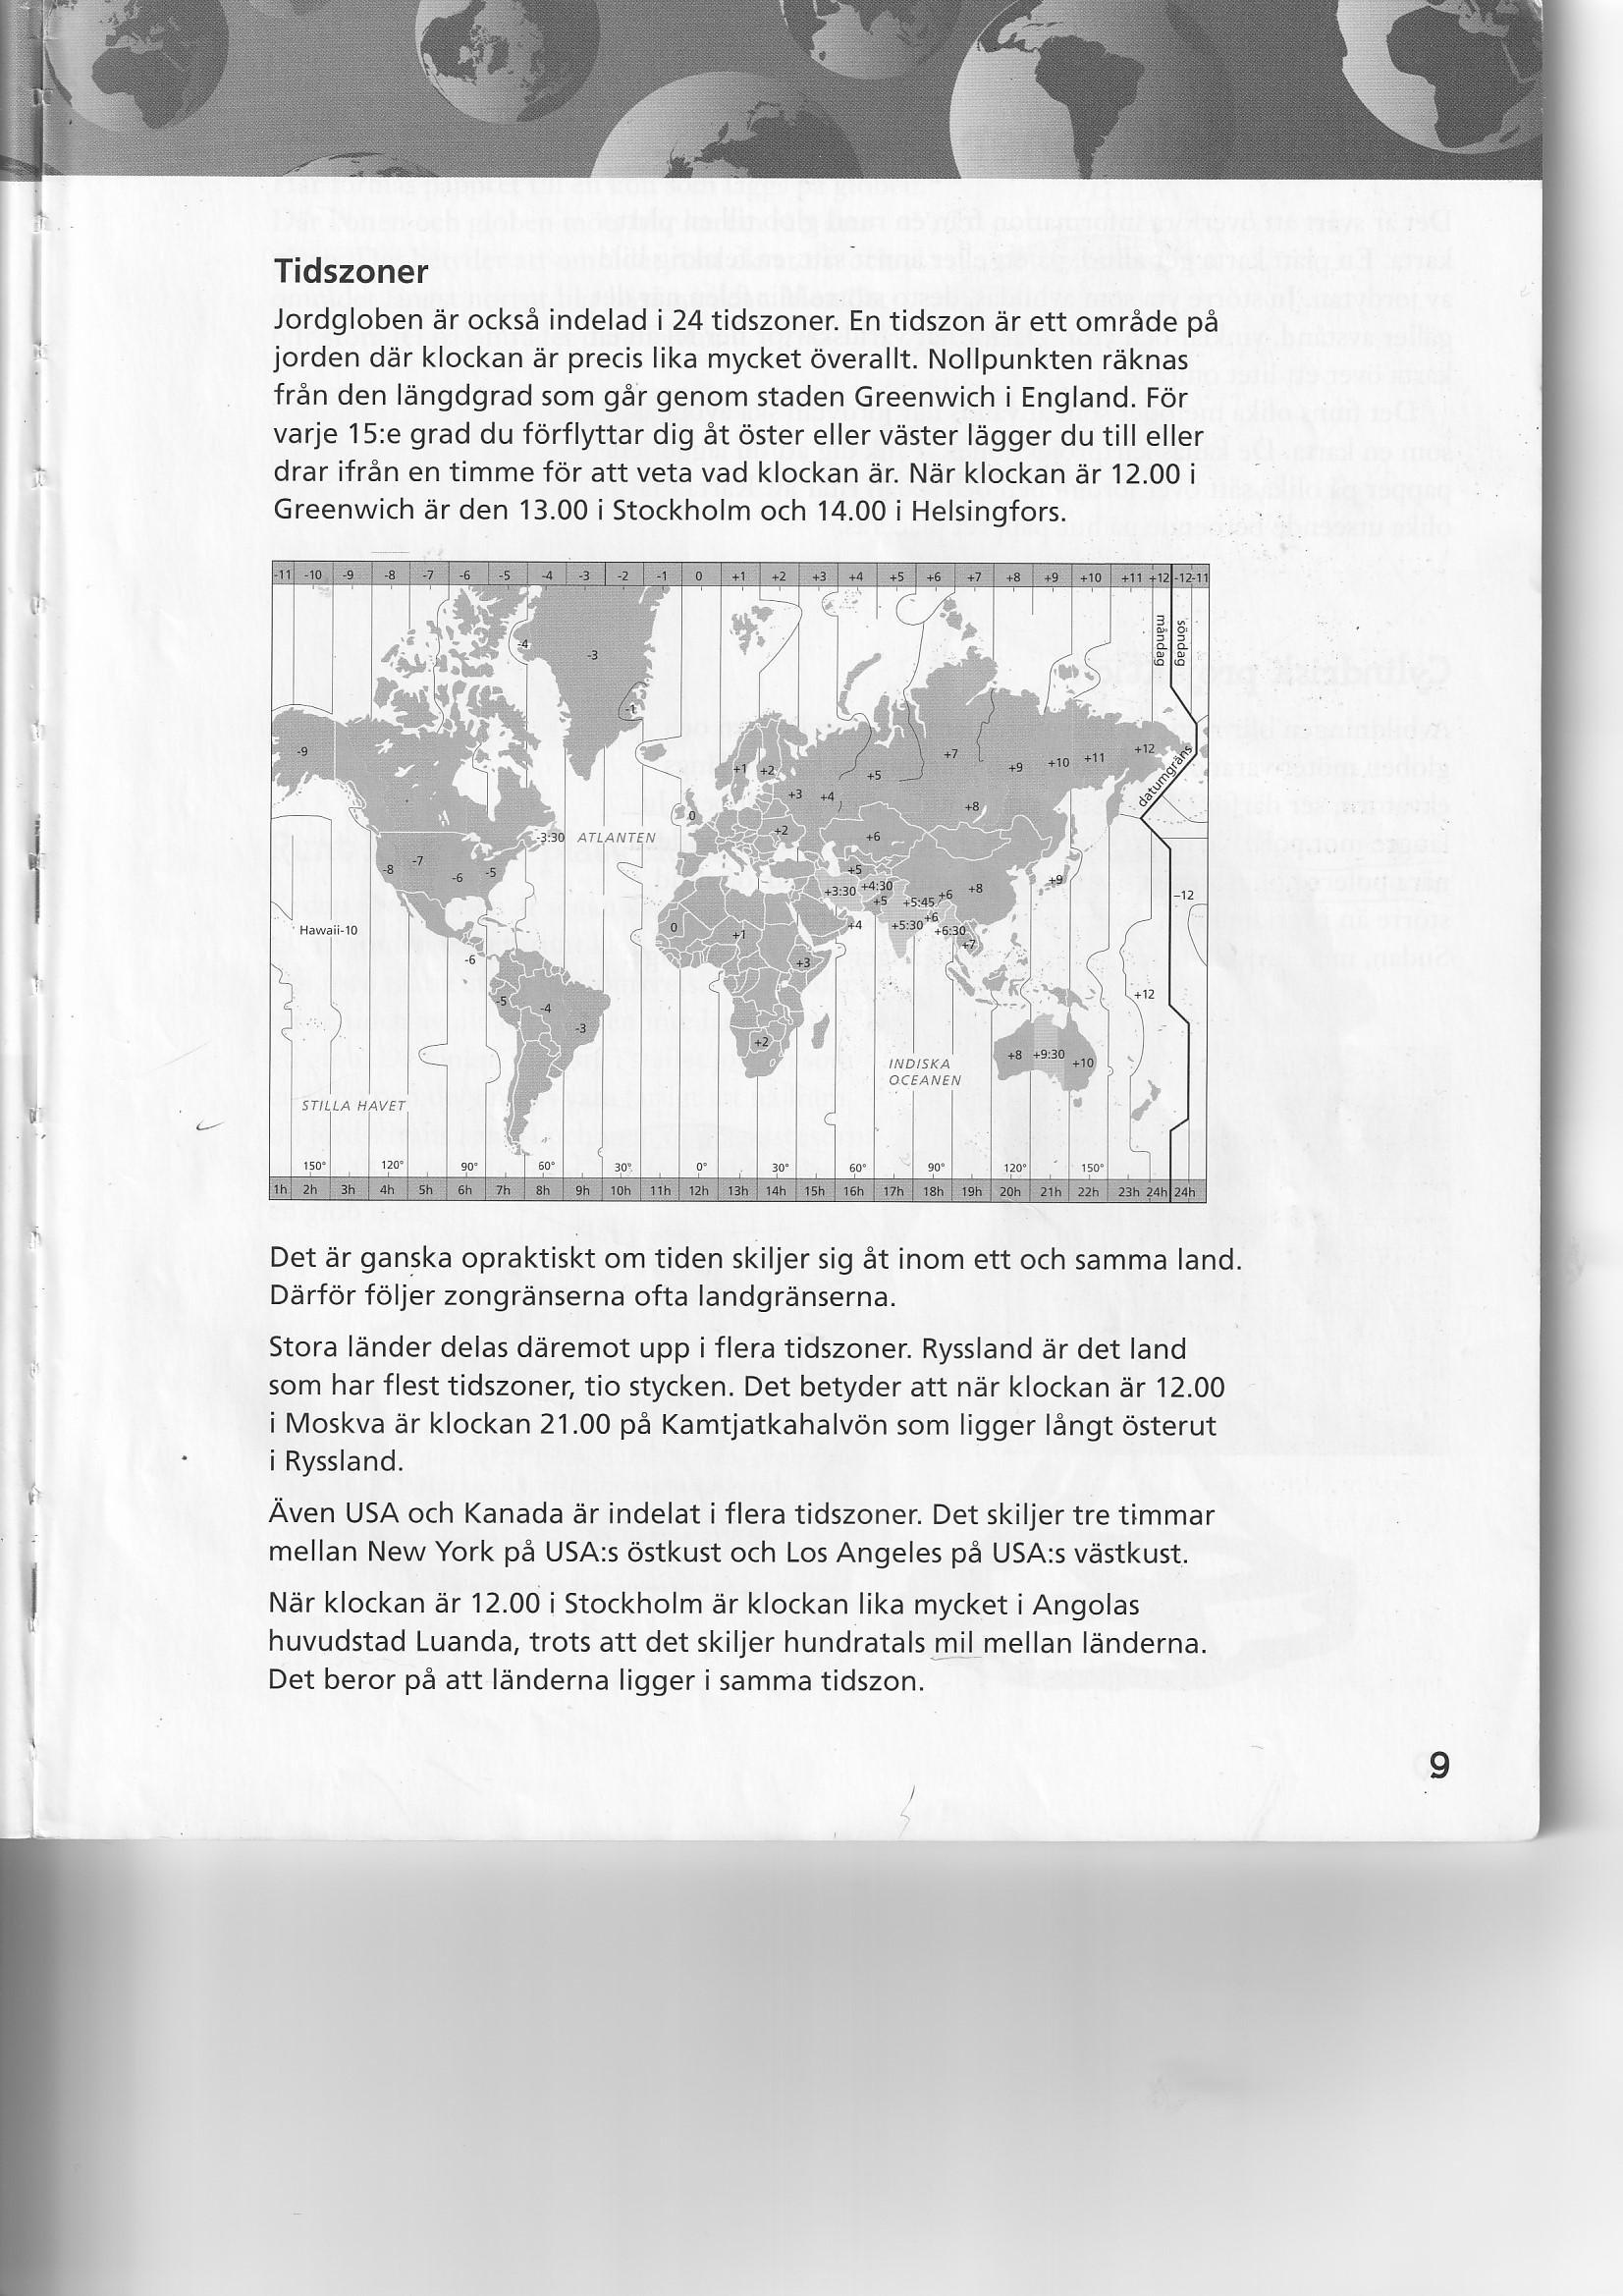 Tidszoner
Jordgloben är också indelad i 24 tidszoner. En tidszon är ett område på
jorden där klockan är precis lika mycket överallt. Nollpunkten räknas
från den längdgrad som går genom staden Greenwich i England. För
varje 15:e grad du förflyttar dig åt öster eller väster lägger du till eller
drar ifrån en timme för att veta vad klockan är. När klockan är 12.00 i
Greenwich är den 13.00 i Stockholm och 14.00 i Helsingfors.
-11 -10 -9 -8 -7 -6 -5 -4 -3 -2 -1 0 +1 +2 +3 +4 +5 +6 +7 +8 +9 +10 +11 +12 -12 -11
måndag söndag
-4 -3
-1
-9 +7 +12
+1 +2 +5 +9 +10 +11
datumgräns
+3 +4 +8
0
-3:30 ATLANTEN +2 +6
-8 -7 -6 -5 +5 +9
+3:30 +4:30 +6 +8 -12
+5 +5:45
Hawaii-10 0 +1 +4 +5:30 +6 +6:30
+7
-6 +3
-5 -4 +12
-3
+2 +8 +9:30 +10
INDISKA
OCEANEN
STILLA HAVET
150° 120° 90° 60° 30° 0° 30° 60° 90° 120° 150°
1h 2h 3h 4h 5h 6h 7h 8h 9h 10h 11h 12h 13h 14h 15h 16h 17h 18h 19h 20h 21h 22h 23h 24h 24h
Det är ganska opraktiskt om tiden skiljer sig åt inom ett och samma land.
Därför följer zongränserna ofta landgränserna.
Stora länder delas däremot upp i flera tidszoner. Ryssland är det land
som har flest tidszoner, tio stycken. Det betyder att när klockan är 12.00
i Moskva är klockan 21.00 på Kamtjatkahalvön som ligger långt österut
i Ryssland.
Även USA och Kanada är indelat i flera tidszoner. Det skiljer tre timmar
mellan New York på USA:s östkust och Los Angeles på USA:s västkust.
När klockan är 12.00 i Stockholm är klockan lika mycket i Angolas
huvudstad Luanda, trots att det skiljer hundratals mil mellan länderna.
Det beror på att länderna ligger i samma tidszon.
9